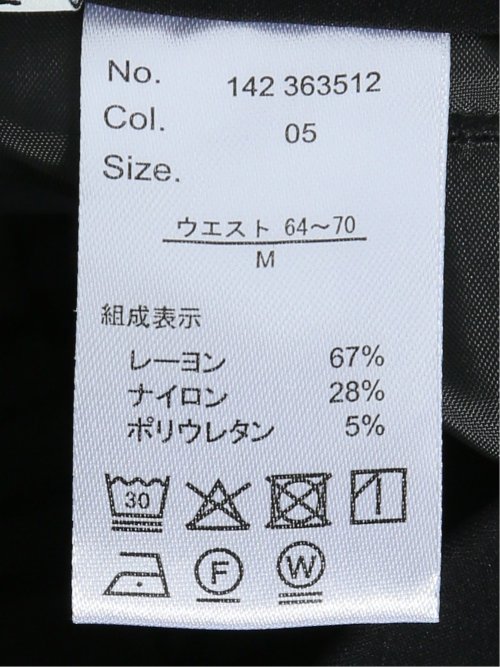 No. 142 363512
Col. 05
Size.
ウエスト 64〜70
M
組成表示
レーヨン 67%
ナイロン 28%
ポリウレタン 5%
30
F W